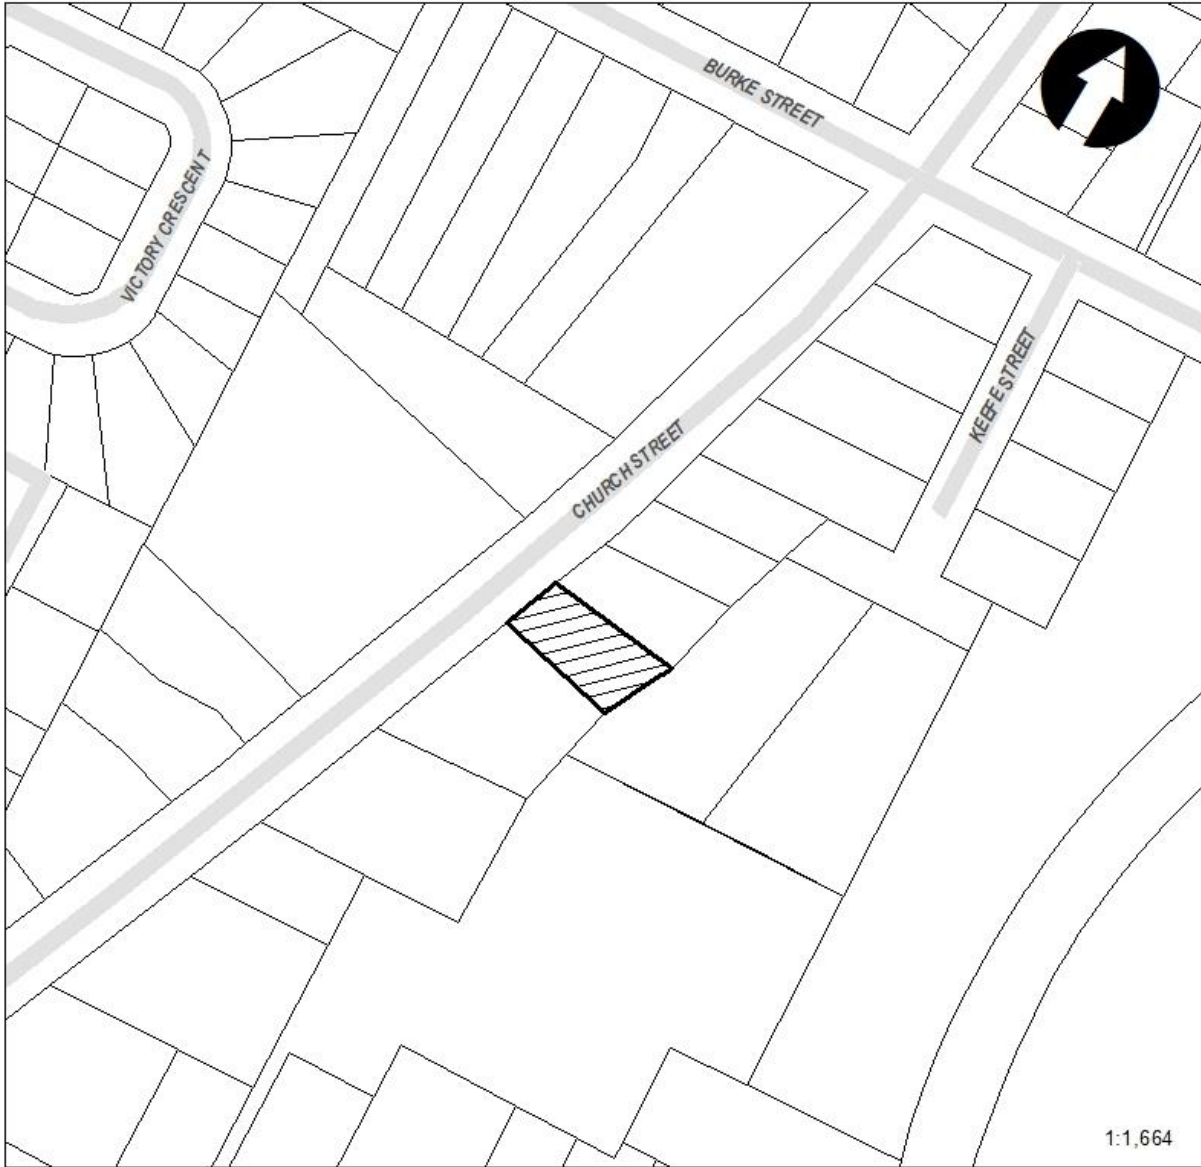 BURKE STREET
VICTORY CRESCENT
KEEFE STREET
CHURCH STREET
1:1,664